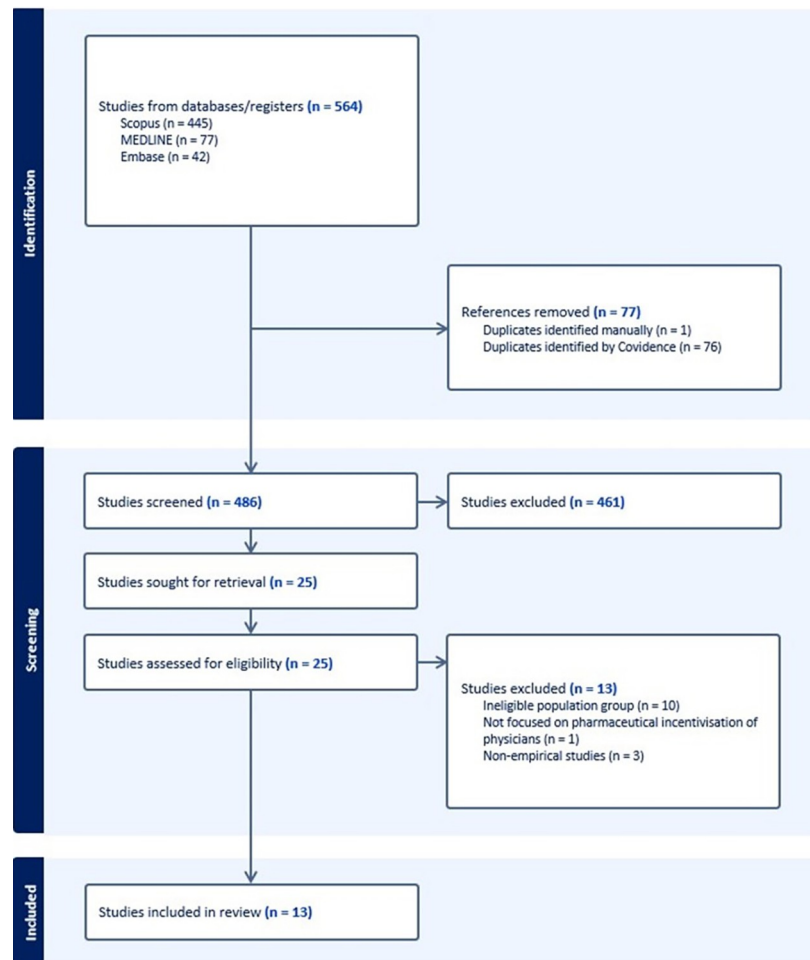 Identification
Studies from databases/registers (n = 564)
Scopus (n = 445)
MEDLINE (n = 77)
Embase (n = 42)
References removed (n = 77)
Duplicates identified manually (n = 1)
Duplicates identified by Covidence (n = 76)
Screening
Studies screened (n = 486)
Studies excluded (n = 461)
Studies sought for retrieval (n = 25)
Studies assessed for eligibility (n = 25)
Studies excluded (n = 13)
Ineligible population group (n = 10)
Not focused on pharmaceutical incentivisation of
physicians (n = 1)
Non-empirical studies (n = 3)
Included
Studies included in review (n = 13)